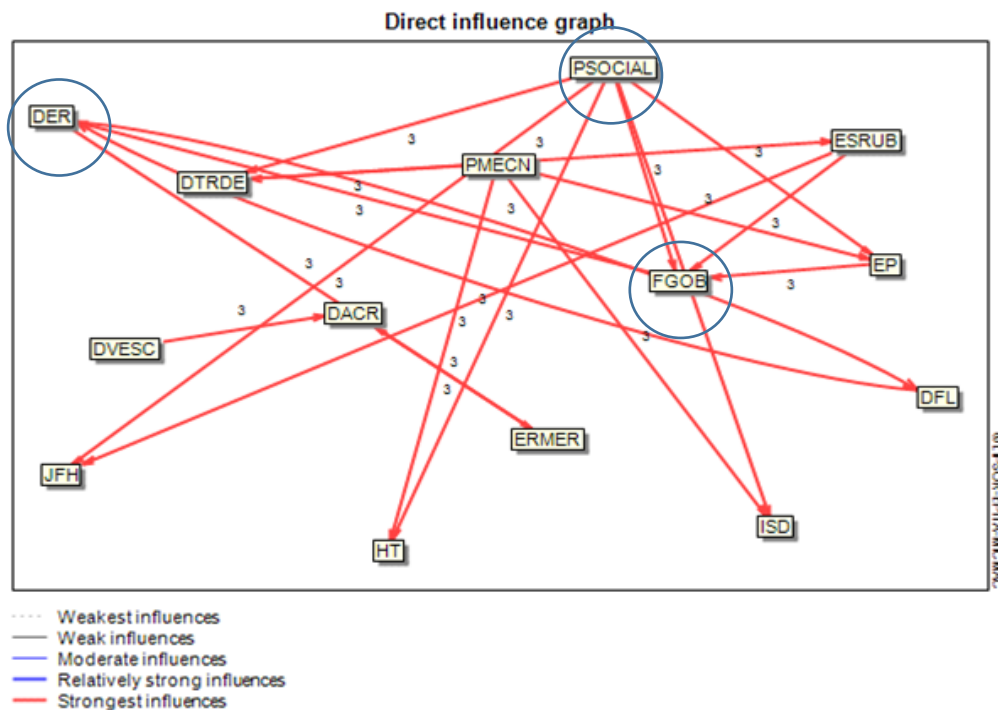 Direct influence graph
PSOCIAL
DER
ESRUB
3
3
3
PMECN
DTRDE
3
3
3
3
3
3
3
EP
FGOB
3
3
3
3
DACR
3
3
3
DVESC
3
3
3
DFL
ERMER
JFH
ISD
HT
Weakest influences
Weak influences
Moderate influences
Relatively strong influences
Strongest influences